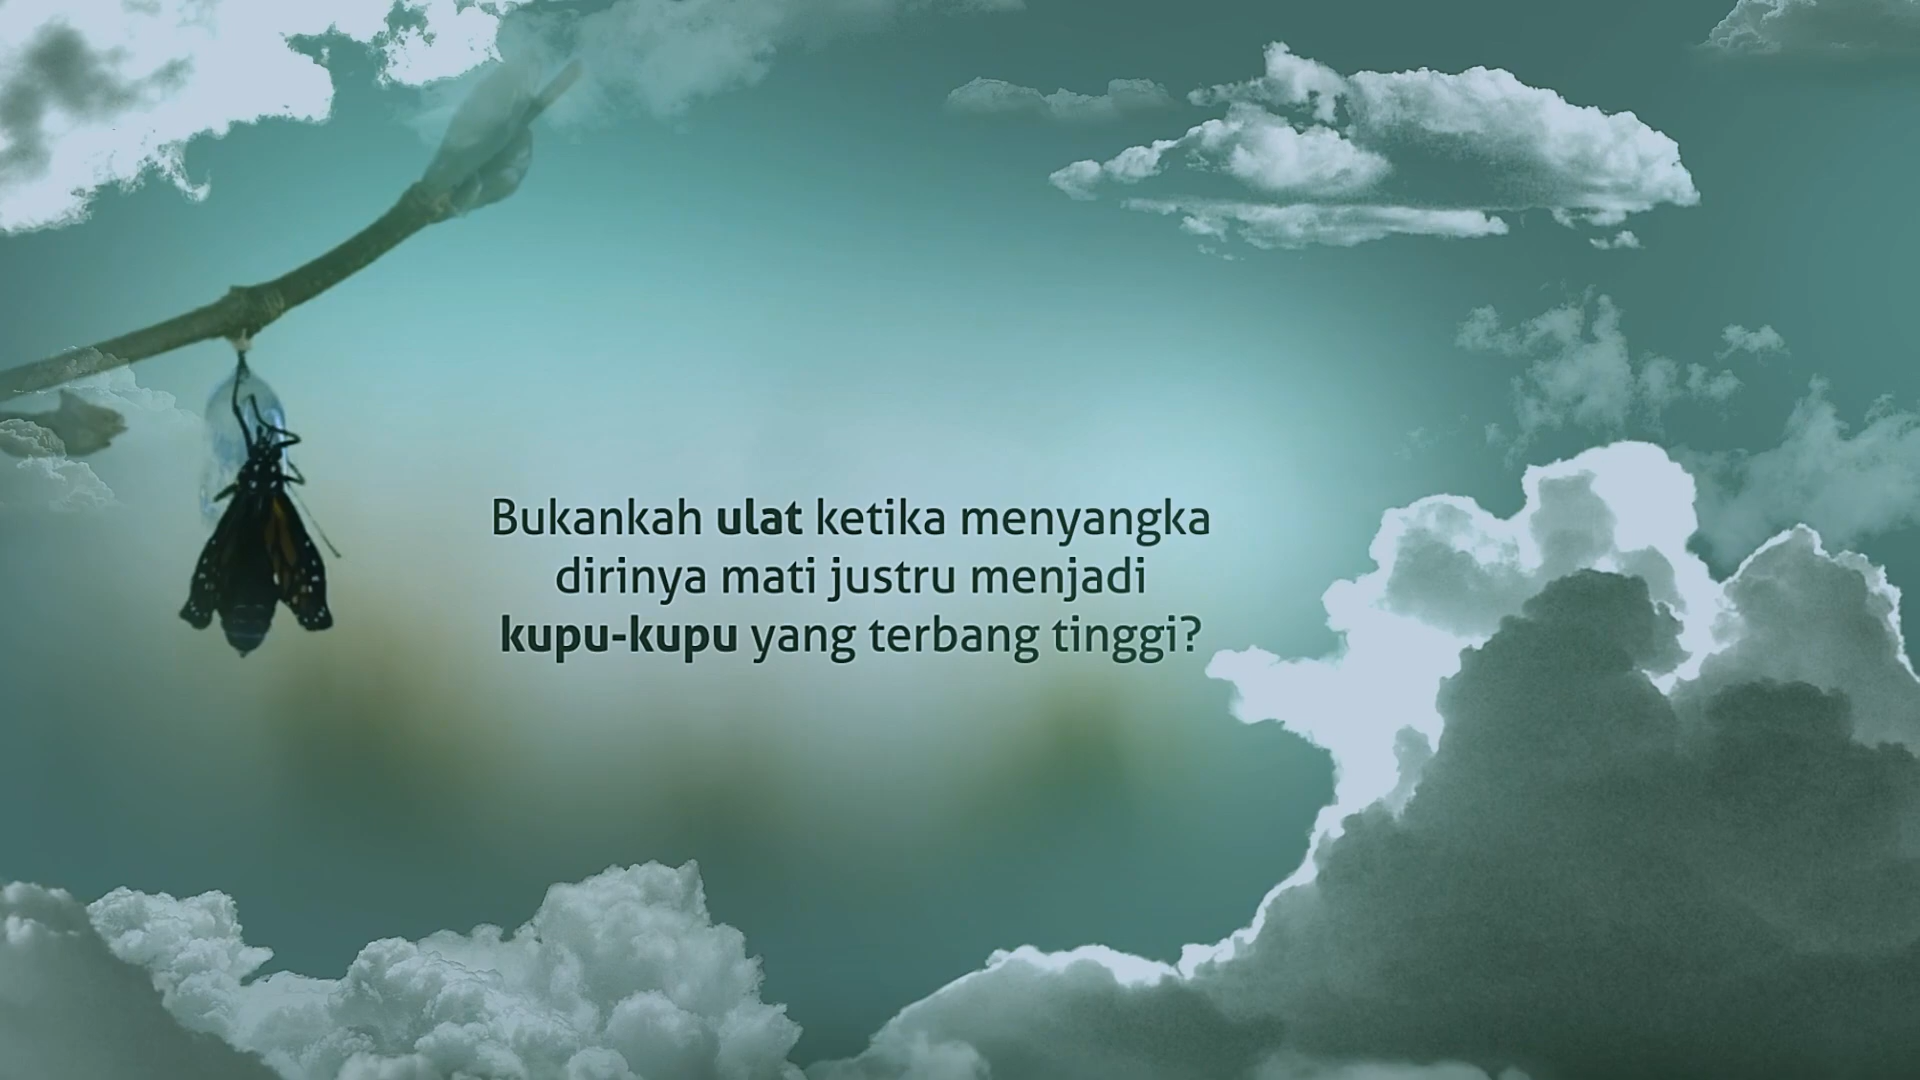 Bukankah ulat ketika menyangka
dirinya mati justru menjadi
kupu-kupu yang terbang tinggi?